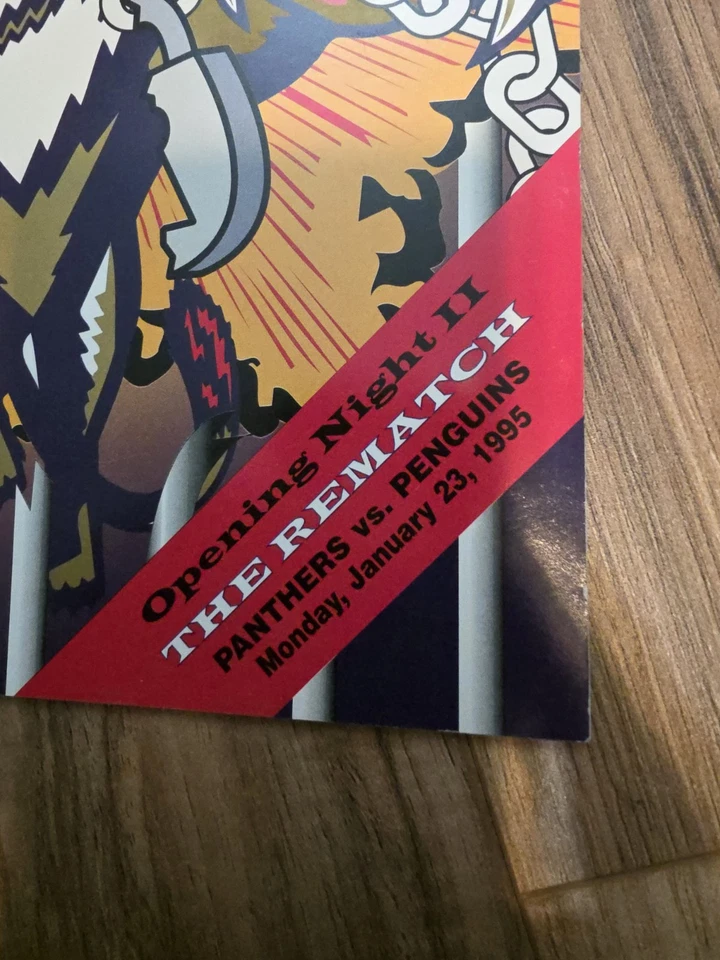 Opening Night II
THE REMATCH
PANTHERS vs. PENGUINS
Monday, January 23, 1995